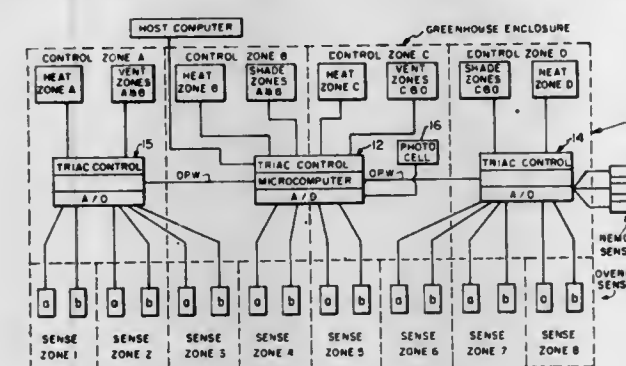 HOST COMPUTER
GREENHOUSE ENCLOSURE
CONTROL ZONE A
CONTROL ZONE B
CONTROL ZONE C
CONTROL ZONE D
HEAT ZONE A
VENT ZONES A&B
HEAT ZONE B
SHADE ZONES A&B
HEAT ZONE C
VENT ZONES C&D
SHADE ZONES C&D
HEAT ZONE D
15
12
16
14
PHOTO CELL
TRIAC CONTROL
A/D
OPW
TRIAC CONTROL
MICROCOMPUTER
A/D
OPW
TRIAC CONTROL
A/D
a b a b a b a b a b a b a b a b
SENSE ZONE 1
SENSE ZONE 2
SENSE ZONE 3
SENSE ZONE 4
SENSE ZONE 5
SENSE ZONE 6
SENSE ZONE 7
SENSE ZONE 8